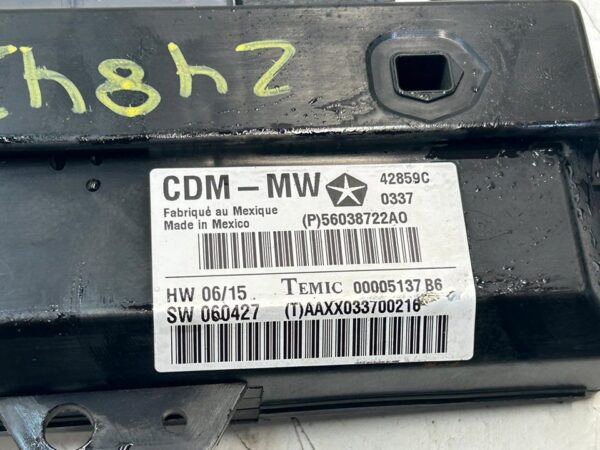 24842
CDM – MW 42859C
0337
Fabriqué au Mexique
Made in Mexico
(P)56038722AO
HW 06/15 . TEMIC 00005137 B6
SW 060427 (T)AAXX033700216